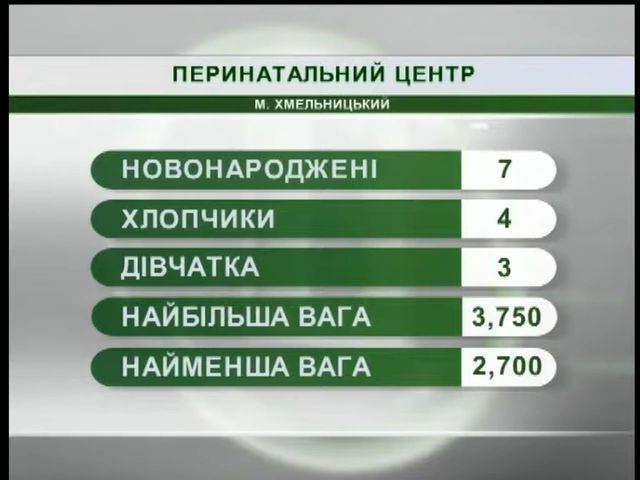 ПЕРИНАТАЛЬНИЙ ЦЕНТР
М. ХМЕЛЬНИЦЬКИЙ
НОВОНАРОДЖЕНІ 7
ХЛОПЧИКИ 4
ДІВЧАТКА 3
НАЙБІЛЬША ВАГА 3,750
НАЙМЕНША ВАГА 2,700